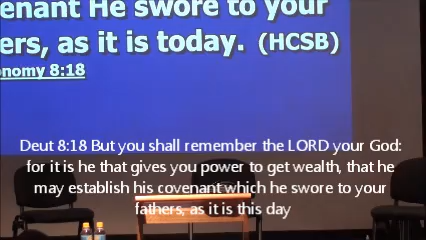 enant He swore to your
ers, as it is today. (HCSB)
onomy 8:18
Deut 8:18 But you shall remember the LORD your God:
for it is he that gives you power to get wealth, that he
may establish his covenant which he swore to your
fathers, as it is this day